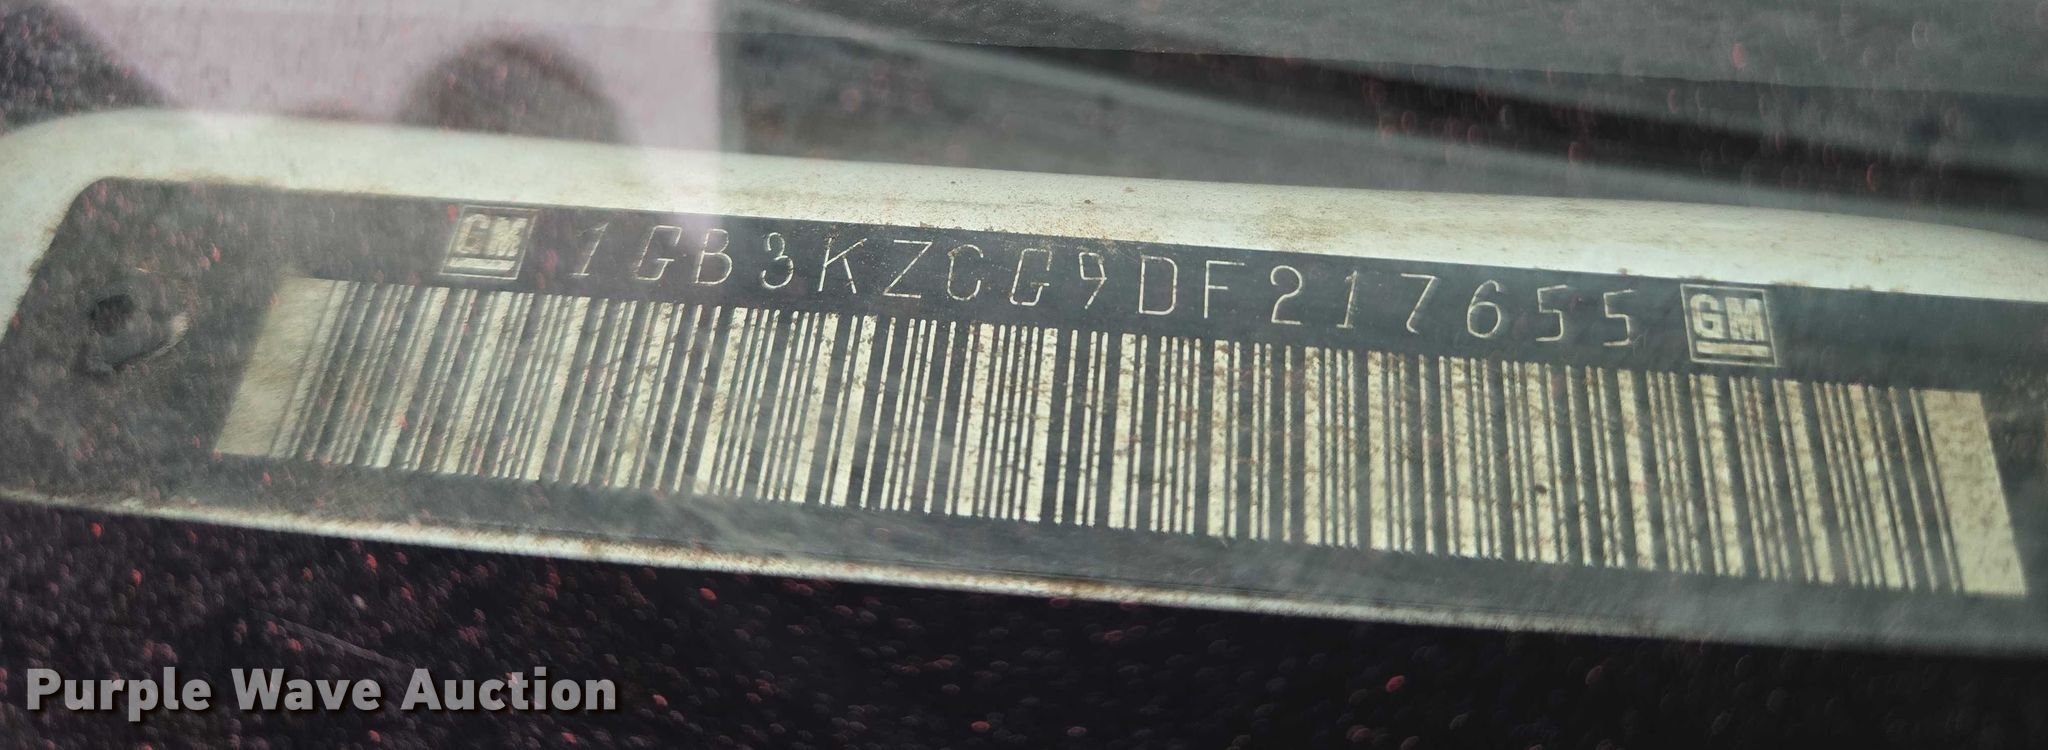 GM 1GB3KZCG9DF217655 GM
Purple Wave Auction